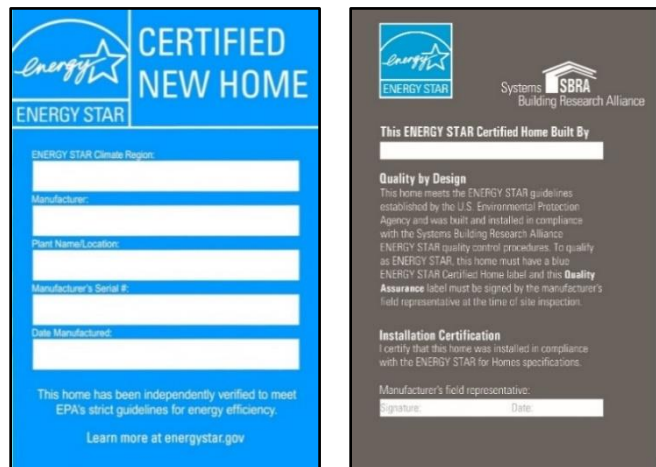 energy
ENERGY STAR
CERTIFIED
NEW HOME
ENERGY STAR Climate Region:
Manufacturer:
Plant Name/Location:
Manufacturer's Serial #:
Date Manufactured:
This home has been independently verified to meet
EPA's strict guidelines for energy efficiency.
Learn more at energystar.gov
energy
ENERGY STAR
Systems SBRA
Building Research Alliance
This ENERGY STAR Certified Home Built By
Quality by Design
This home meets the ENERGY STAR guidelines
established by the U.S. Environmental Protection
Agency and was built and installed in compliance
with the Systems Building Research Alliance
ENERGY STAR quality control procedures. To qualify
as ENERGY STAR, this home must have a blue
ENERGY STAR Certified Home label and this Quality
Assurance label must be signed by the manufacturer's
field representative at the time of site inspection.
Installation Certification
I certify that this home was installed in compliance
with the ENERGY STAR for Homes specifications.
Manufacturer's field representative:
Signature: Date: